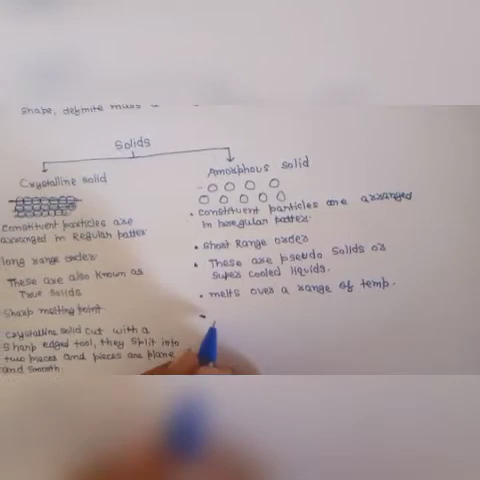 shape, definite mass
Solids
Crystalline solid
constituent particles are
arranged in Regular patter
long range order
These are also known as
True solids
Sharp melting point
crystalline solid cut with a
sharp edged tool, they split into
two pieces and pieces are plane
and smooth.
Amorphous solid
• constituent particles are arranged
in irregular patter.
• short Range order
• These are pseudo solids or
super cooled liquids.
• melts over a range of temp.